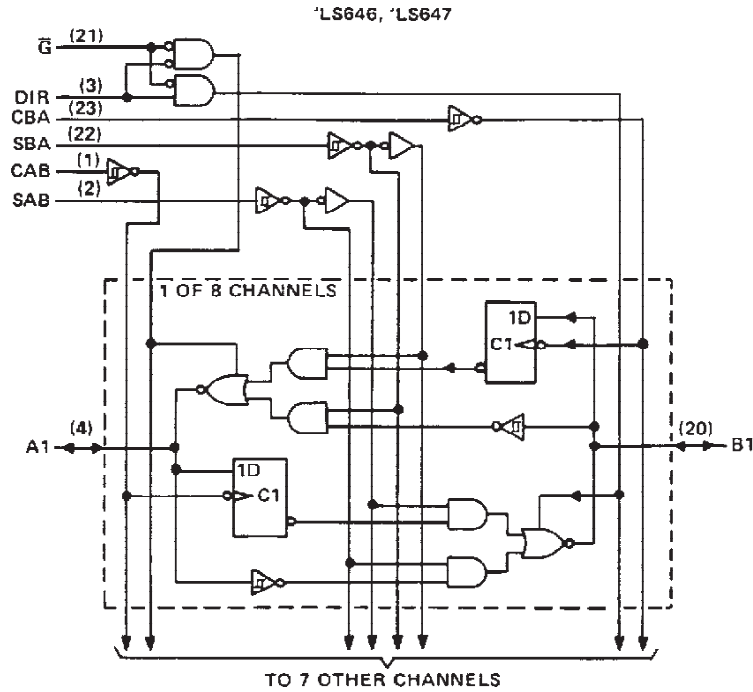 'LS646, 'LS647
G̅ (21)
DIR (3)
CBA (23)
SBA (22)
CAB (1)
SAB (2)
1 OF 8 CHANNELS
1D
C1
A1 (4)
(20) B1
1D
C1
TO 7 OTHER CHANNELS